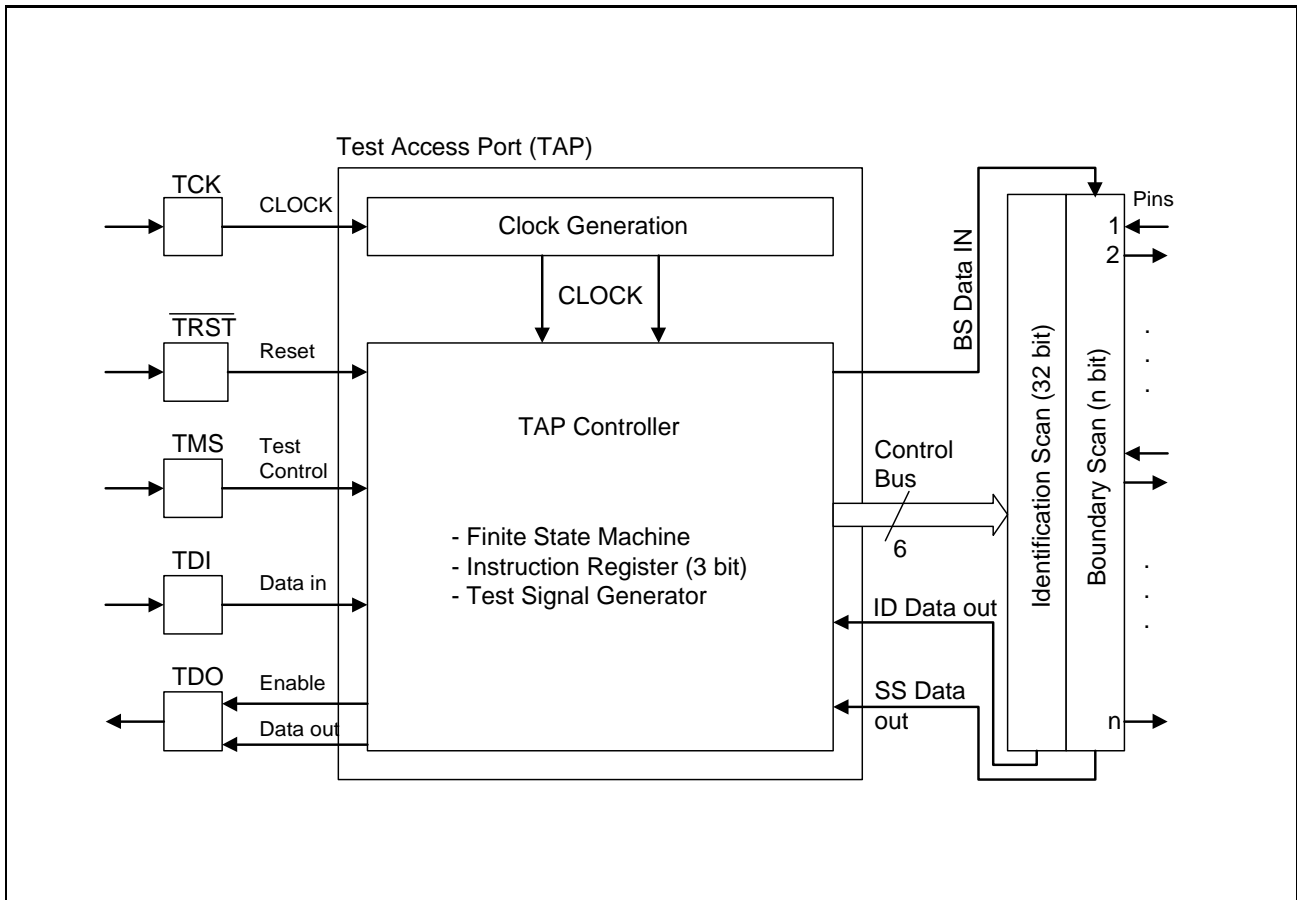 Test Access Port (TAP)
TCK
CLOCK
Clock Generation
CLOCK
TRST
Reset
TMS
Test
Control
TDI
Data in
TDO
Enable
Data out
TAP Controller
- Finite State Machine
- Instruction Register (3 bit)
- Test Signal Generator
BS Data IN
Control
Bus
6
ID Data out
SS Data
out
Identification Scan (32 bit)
Boundary Scan (n bit)
Pins
1
2
.
.
.
.
.
.
n